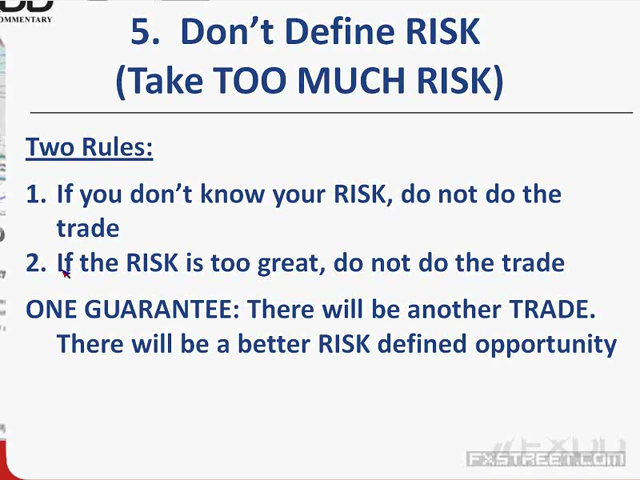 COMMENTARY
5. Don't Define RISK
(Take TOO MUCH RISK)
Two Rules:
1. If you don't know your RISK, do not do the
trade
2. If the RISK is too great, do not do the trade
ONE GUARANTEE: There will be another TRADE.
There will be a better RISK defined opportunity
FXDD
FXSTREET.COM